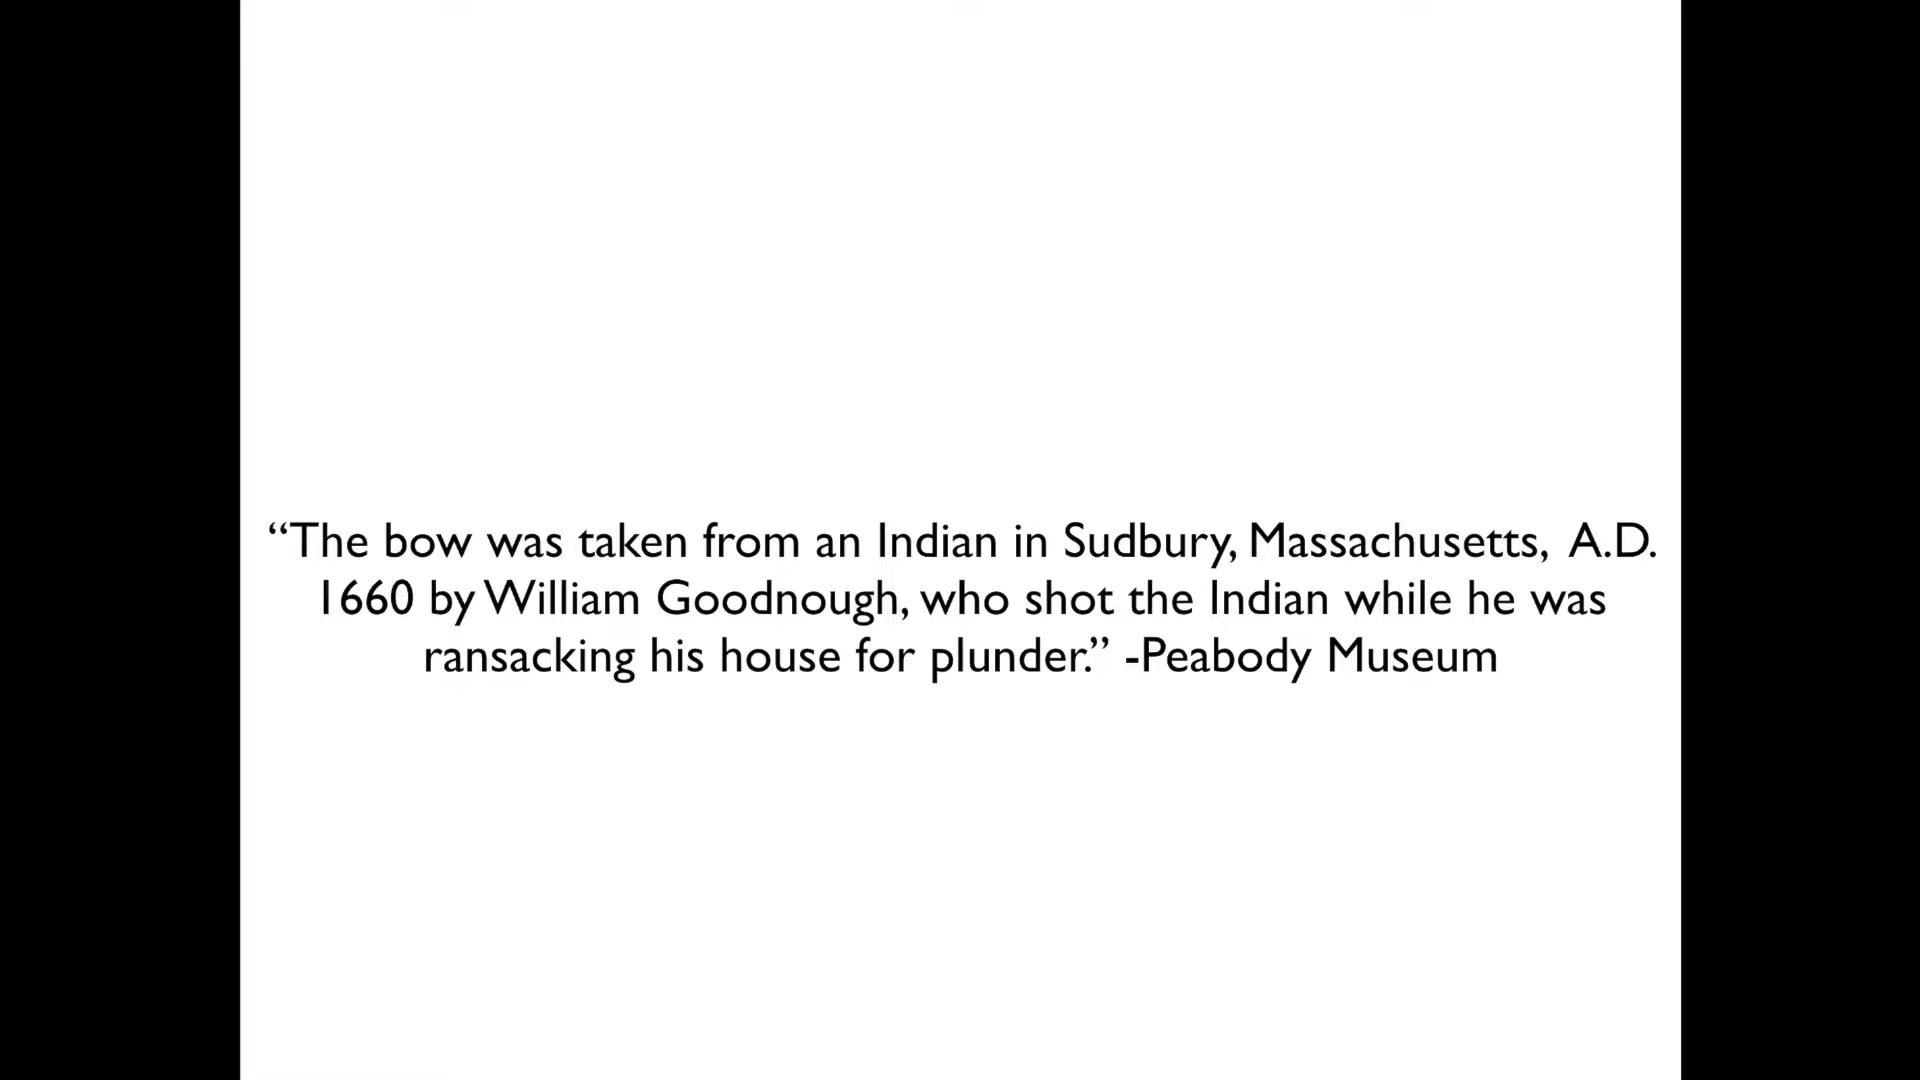 “The bow was taken from an Indian in Sudbury, Massachusetts, A.D.
1660 by William Goodnough, who shot the Indian while he was
ransacking his house for plunder.” -Peabody Museum